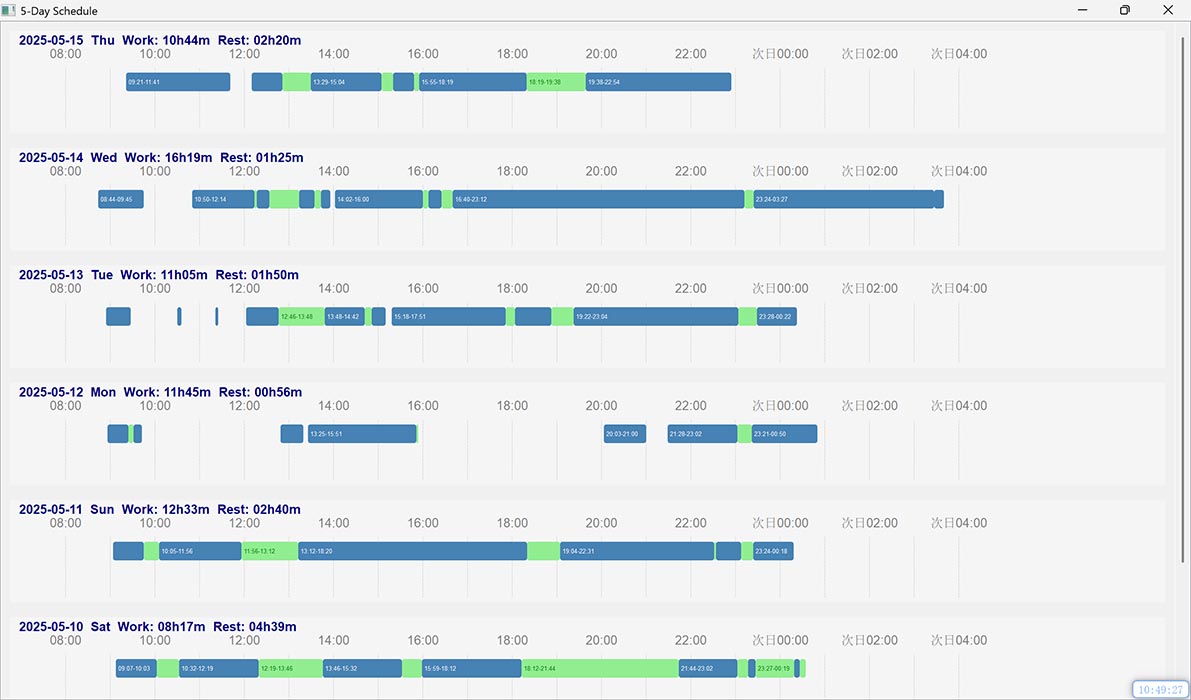 5-Day Schedule
2025-05-15 Thu Work: 10h44m Rest: 02h20m
08:00 10:00 12:00 14:00 16:00 18:00 20:00 22:00 次日00:00 次日02:00 次日04:00
09:21-11:41 13:29-15:04 15:55-18:19 18:19-19:38 19:38-22:54
2025-05-14 Wed Work: 16h19m Rest: 01h25m
08:00 10:00 12:00 14:00 16:00 18:00 20:00 22:00 次日00:00 次日02:00 次日04:00
08:44-09:45 10:50-12:14 14:02-16:00 16:40-23:12 23:24-03:27
2025-05-13 Tue Work: 11h05m Rest: 01h50m
08:00 10:00 12:00 14:00 16:00 18:00 20:00 22:00 次日00:00 次日02:00 次日04:00
12:46-13:48 13:48-14:42 15:18-17:51 19:22-23:04 23:28-00:22
2025-05-12 Mon Work: 11h45m Rest: 00h56m
08:00 10:00 12:00 14:00 16:00 18:00 20:00 22:00 次日00:00 次日02:00 次日04:00
13:25-15:51 20:03-21:00 21:28-23:02 23:21-00:50
2025-05-11 Sun Work: 12h33m Rest: 02h40m
08:00 10:00 12:00 14:00 16:00 18:00 20:00 22:00 次日00:00 次日02:00 次日04:00
10:05-11:56 11:56-13:12 13:12-18:20 19:04-22:31 23:24-00:18
2025-05-10 Sat Work: 08h17m Rest: 04h39m
08:00 10:00 12:00 14:00 16:00 18:00 20:00 22:00 次日00:00 次日02:00 次日04:00
09:07-10:03 10:32-12:19 12:19-13:46 13:46-15:32 15:59-18:12 18:12-21:44 21:44-23:02 23:27-00:19
10:49:27